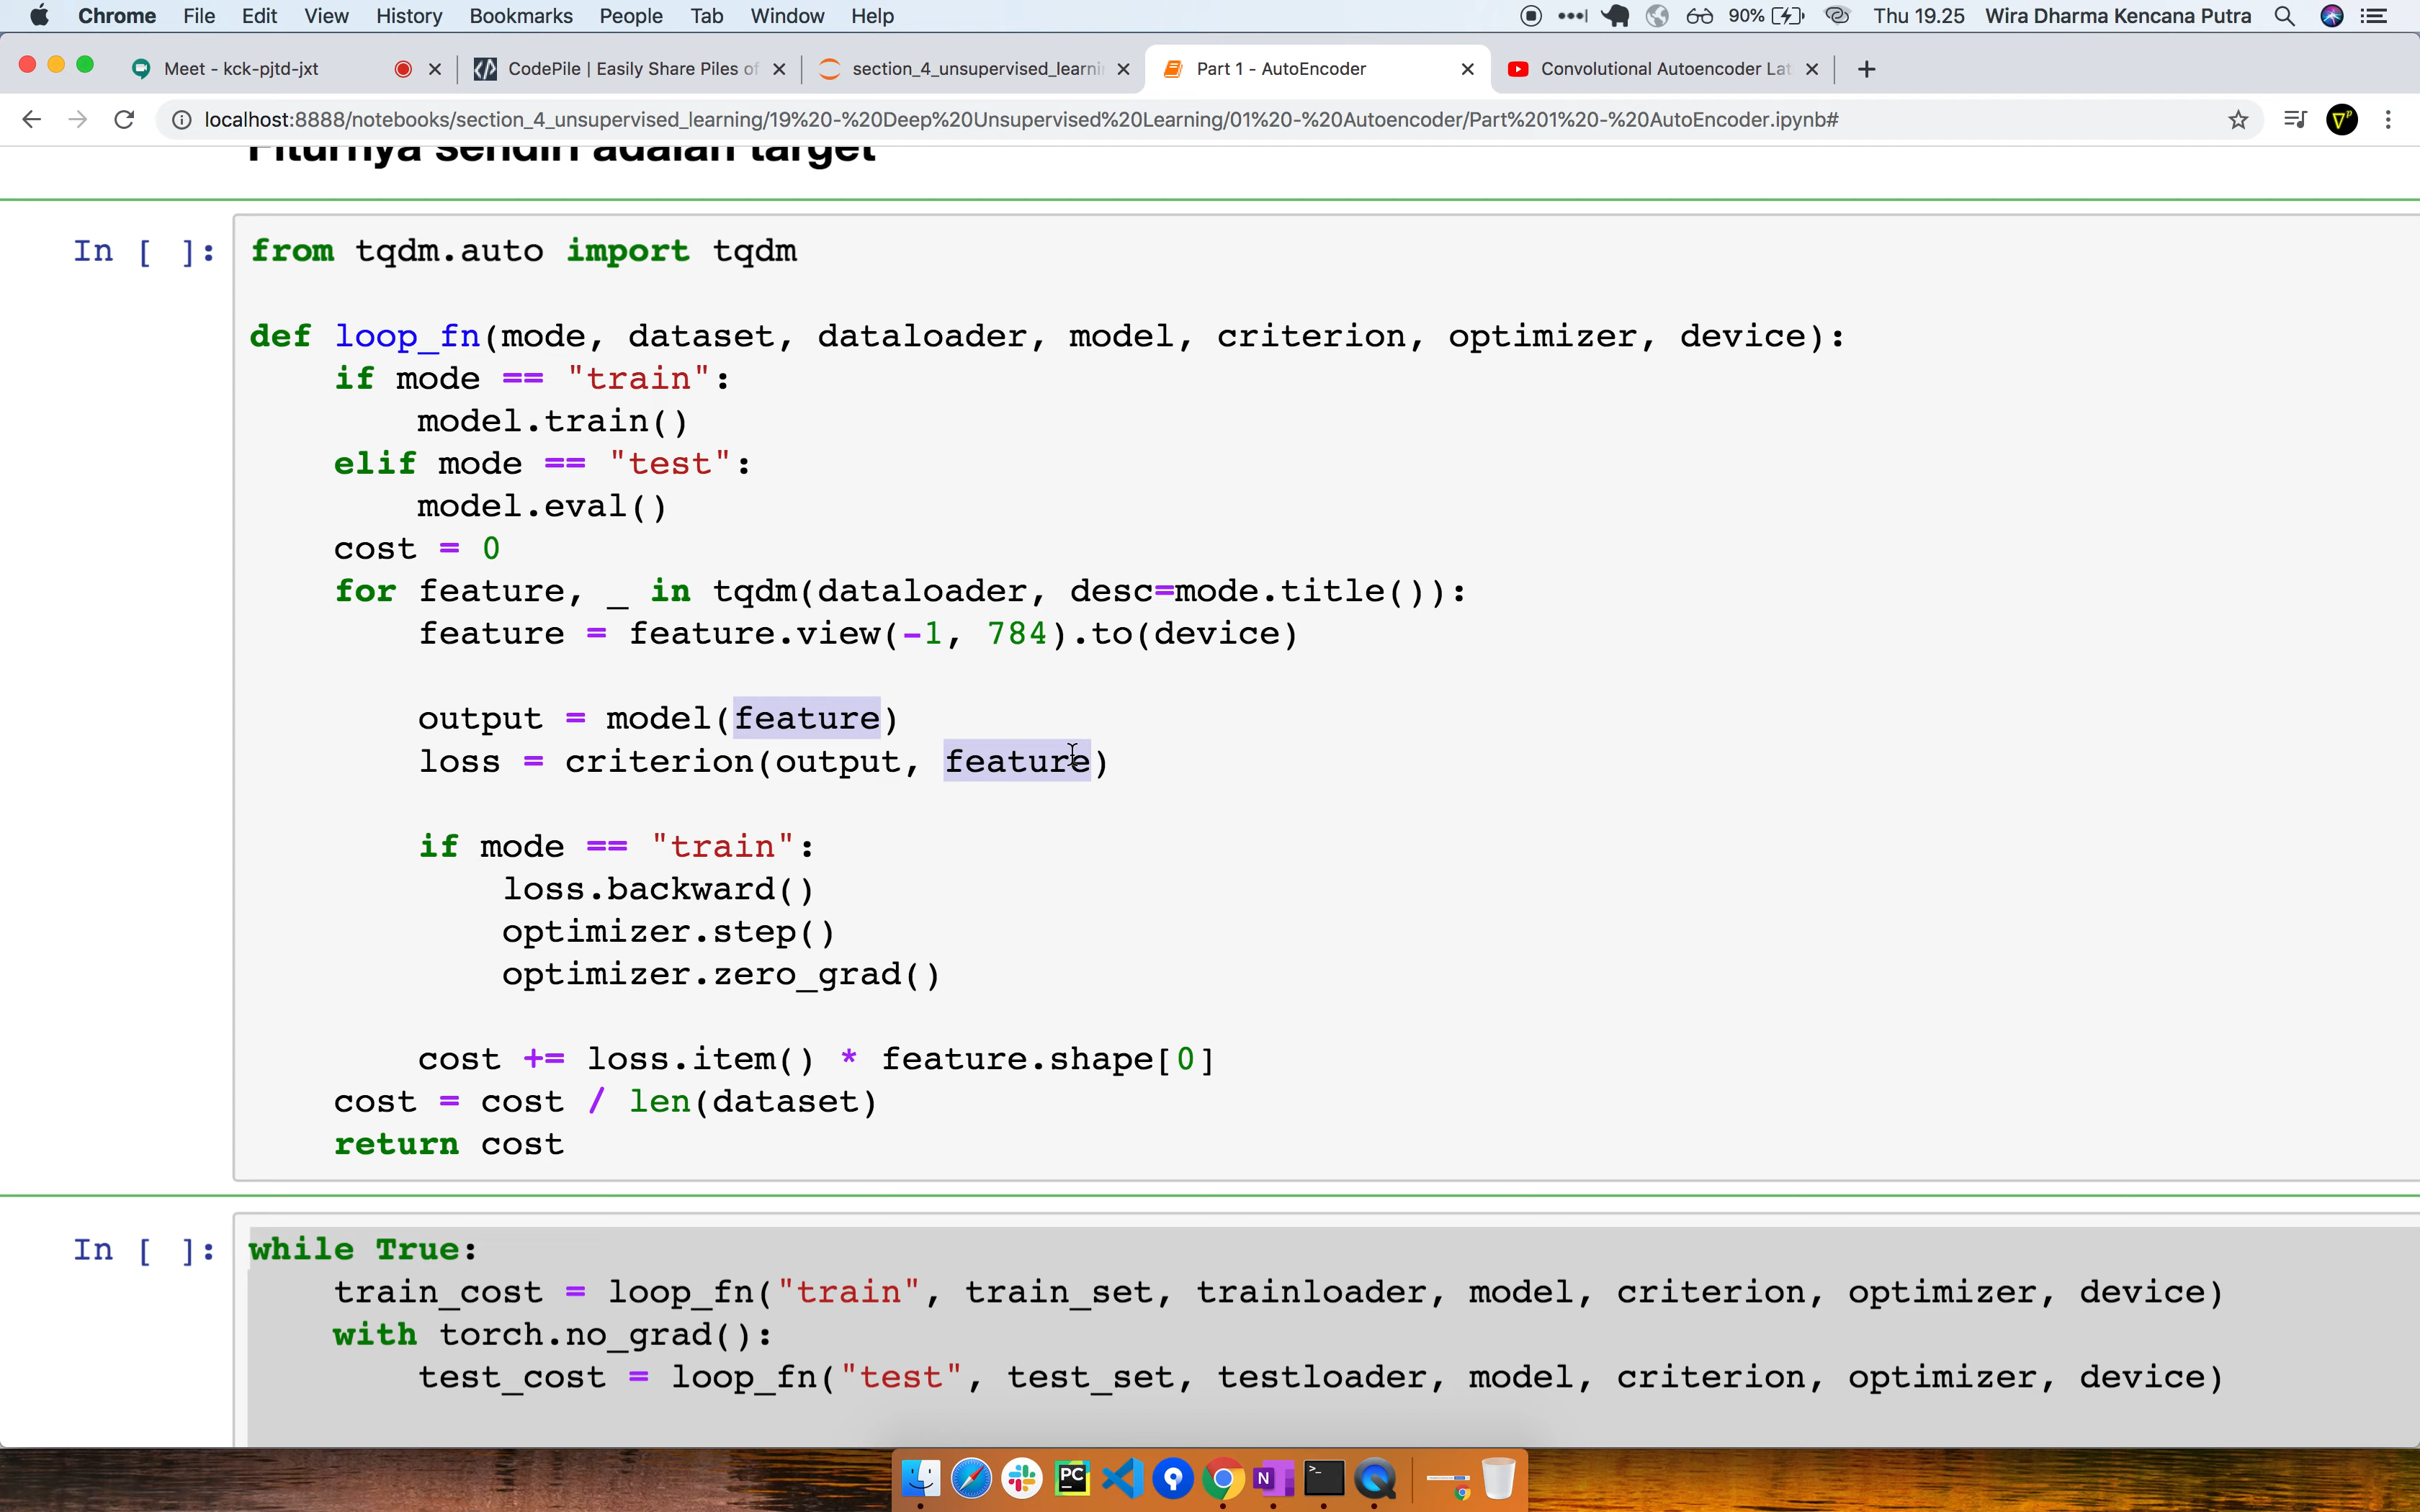 Chrome File Edit View History Bookmarks People Tab Window Help 90% Thu 19.25 Wira Dharma Kencana Putra
Meet - kck-pjtd-jxt CodePile | Easily Share Piles of section_4_unsupervised_learni Part 1 - AutoEncoder Convolutional Autoencoder Lat
localhost:8888/notebooks/section_4_unsupervised_learning/19%20-%20Deep%20Unsupervised%20Learning/01%20-%20Autoencoder/Part%201%20-%20AutoEncoder.ipynb#
Fiturnya sendiri adalah target
In [ ]: from tqdm.auto import tqdm
def loop_fn(mode, dataset, dataloader, model, criterion, optimizer, device):
if mode == "train":
model.train()
elif mode == "test":
model.eval()
cost = 0
for feature, _ in tqdm(dataloader, desc=mode.title()):
feature = feature.view(-1, 784).to(device)
output = model(feature)
loss = criterion(output, feature)
if mode == "train":
loss.backward()
optimizer.step()
optimizer.zero_grad()
cost += loss.item() * feature.shape[0]
cost = cost / len(dataset)
return cost
In [ ]: while True:
train_cost = loop_fn("train", train_set, trainloader, model, criterion, optimizer, device)
with torch.no_grad():
test_cost = loop_fn("test", test_set, testloader, model, criterion, optimizer, device)